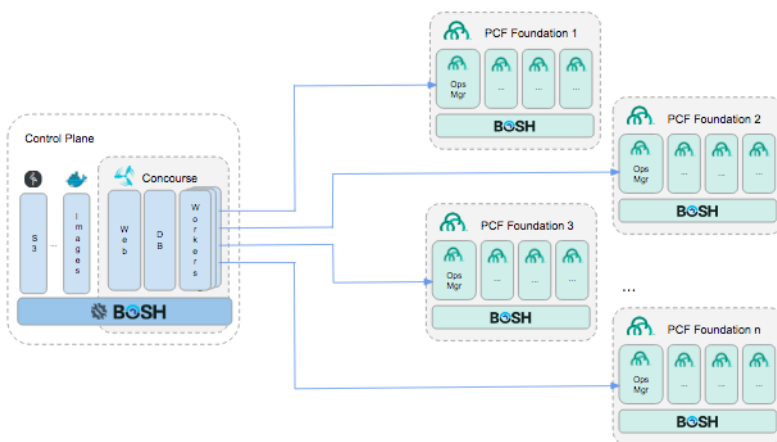 PCF Foundation 1
Ops
Mgr
...
...
...
BOSH
PCF Foundation 2
Ops
Mgr
...
...
...
BOSH
Control Plane
Concourse
S3
...
Images
Web
DB
Workers
BOSH
PCF Foundation 3
Ops
Mgr
...
...
...
BOSH
...
PCF Foundation n
Ops
Mgr
...
...
...
BOSH